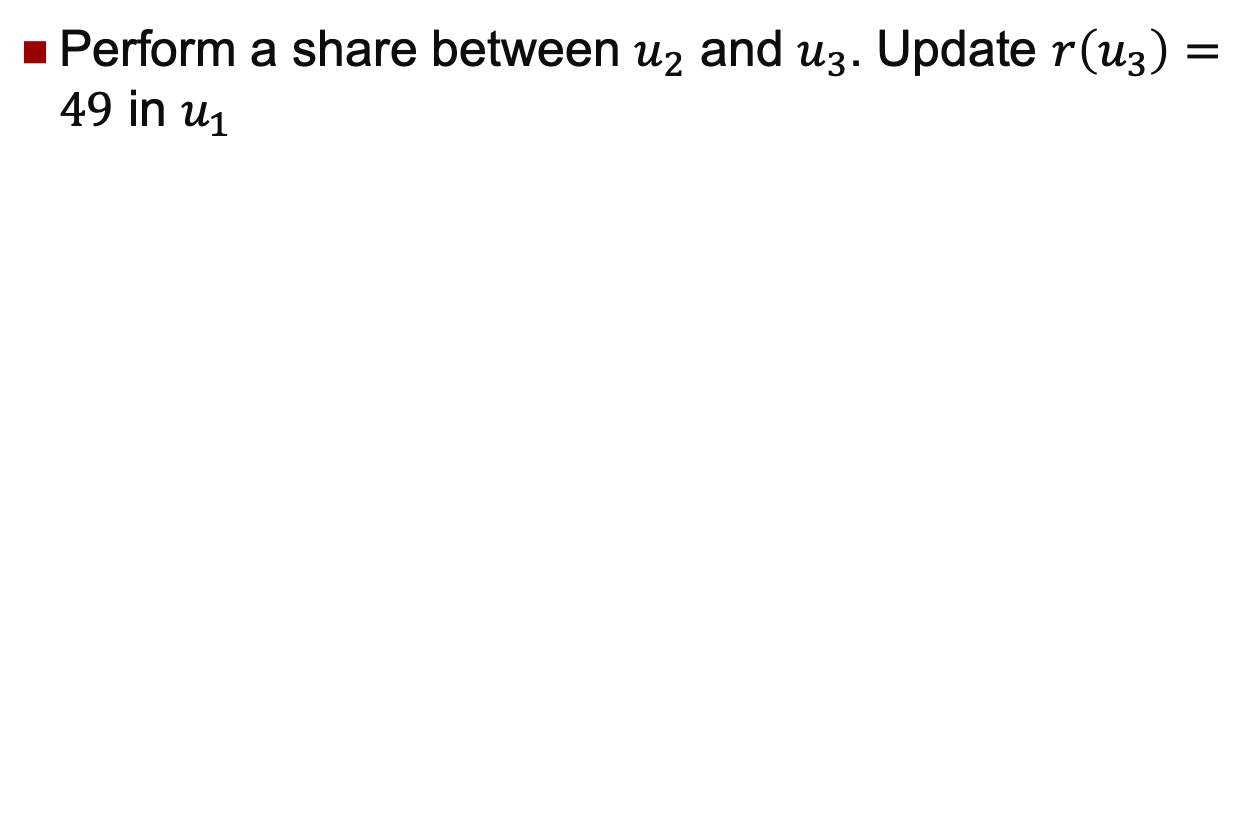 ▪ Perform a share between 𝑢₂ and 𝑢₃. Update 𝑟(𝑢₃) =
49 in 𝑢₁